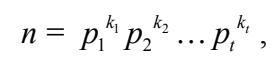 n = p₁^{k₁} p₂^{k₂} … pₜ^{kₜ} ,